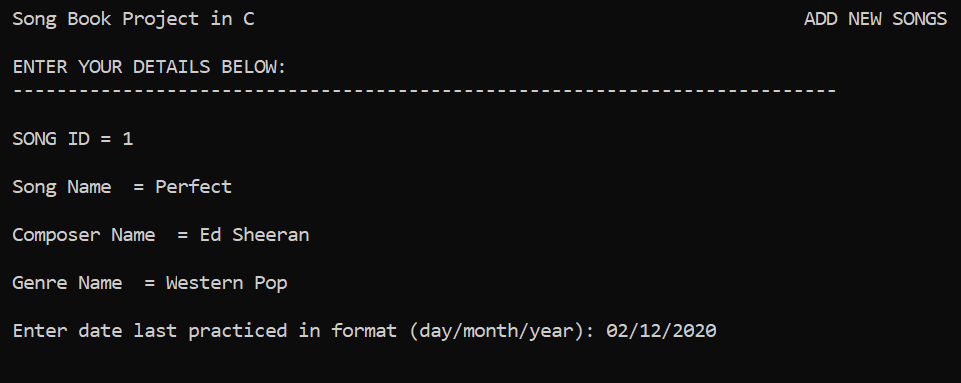 Song Book Project in C ADD NEW SONGS
ENTER YOUR DETAILS BELOW:
---------------------------------------------------------------------------
SONG ID = 1
Song Name  = Perfect
Composer Name  = Ed Sheeran
Genre Name  = Western Pop
Enter date last practiced in format (day/month/year): 02/12/2020